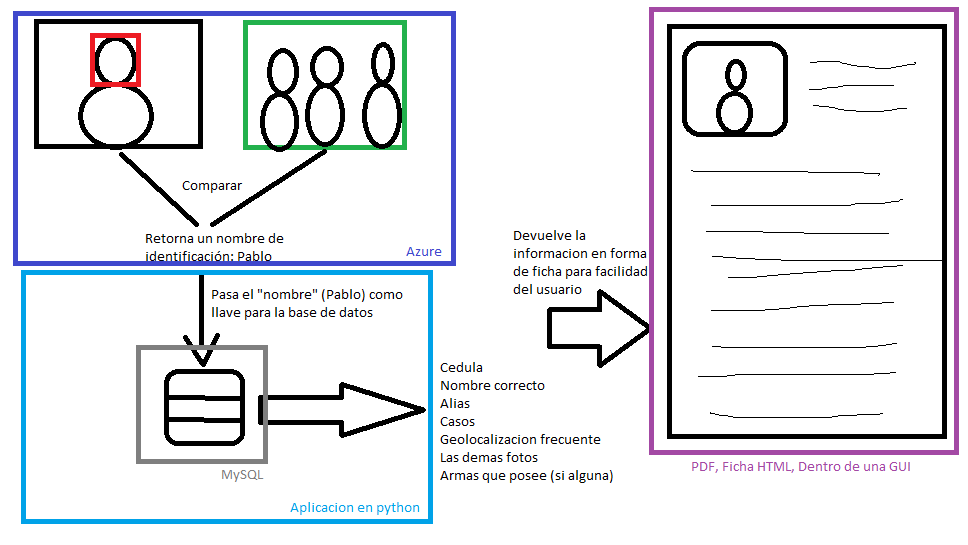 Comparar
Retorna un nombre de
identificación: Pablo
Azure
Pasa el "nombre" (Pablo) como
llave para la base de datos
MySQL
Aplicacion en python
Cedula
Nombre correcto
Alias
Casos
Geolocalizacion frecuente
Las demas fotos
Armas que posee (si alguna)
Devuelve la
informacion en forma
de ficha para facilidad
del usuario
PDF, Ficha HTML, Dentro de una GUI